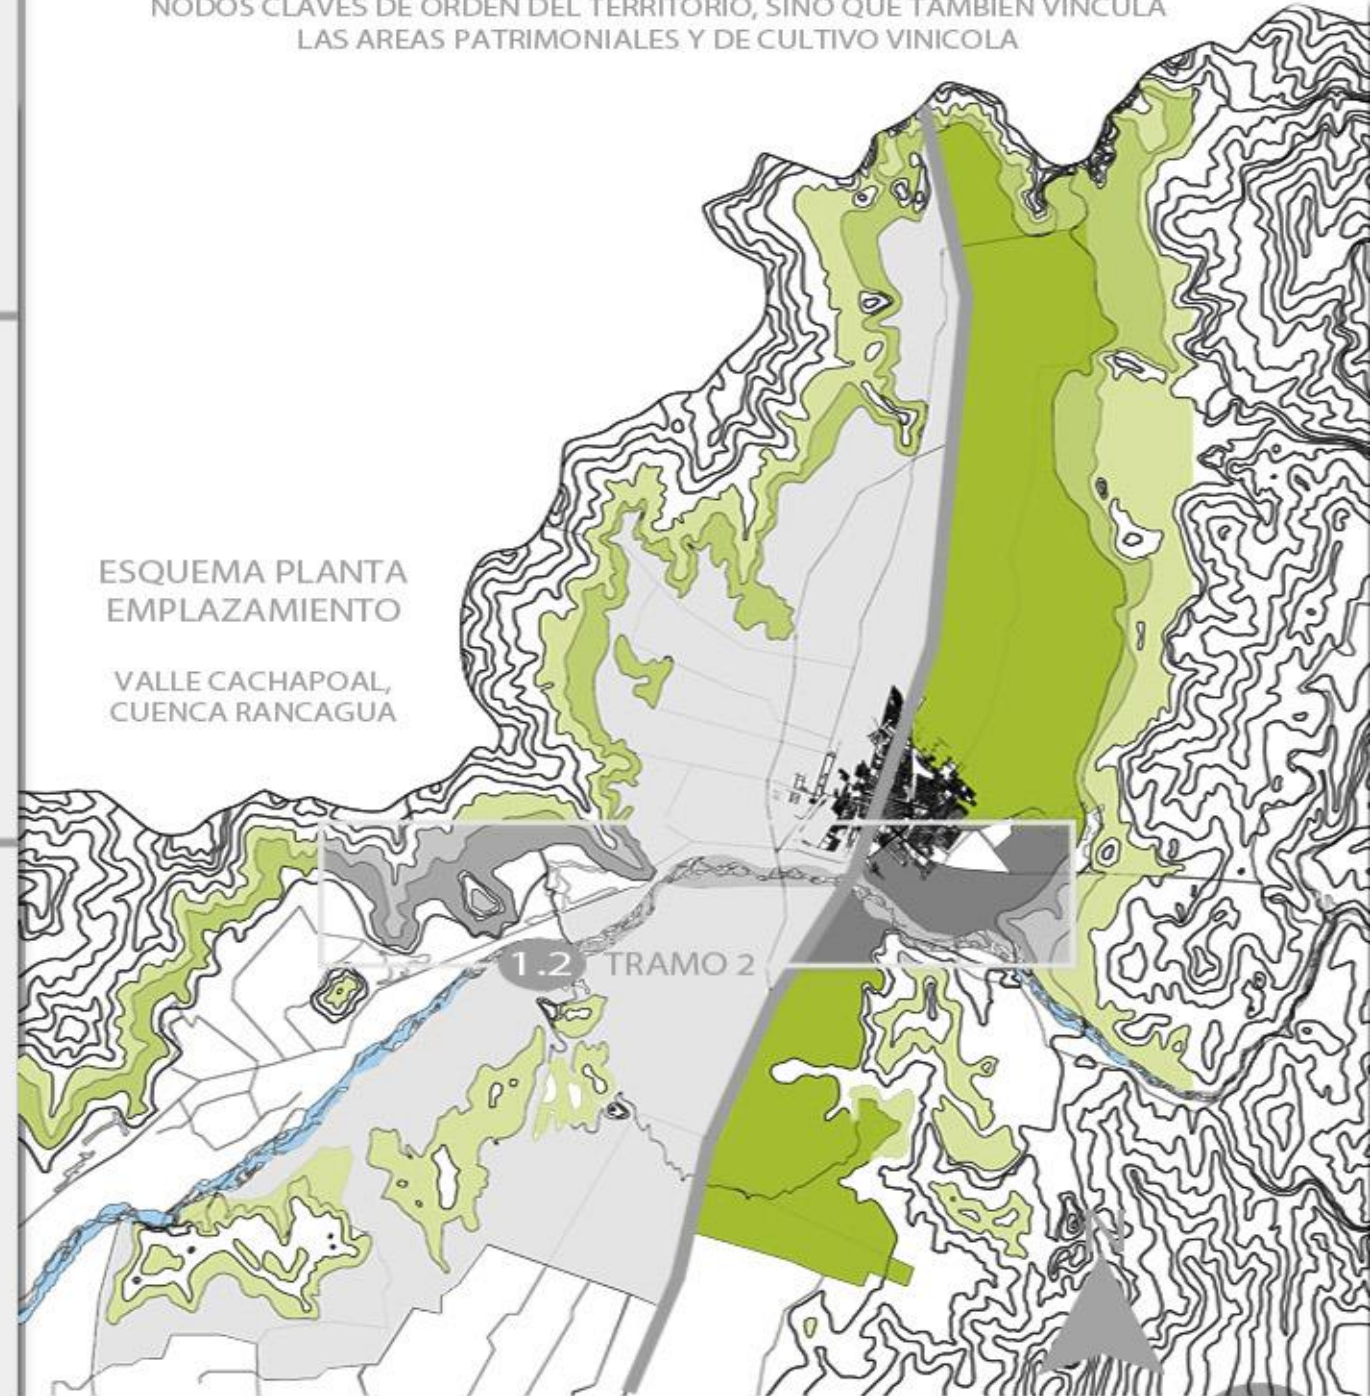 NODOS CLAVES DE ORDEN DEL TERRITORIO, SINO QUE TAMBIEN VINCULA
LAS AREAS PATRIMONIALES Y DE CULTIVO VINICOLA
ESQUEMA PLANTA
EMPLAZAMIENTO
VALLE CACHAPOAL,
CUENCA RANCAGUA
1.2 TRAMO 2
N